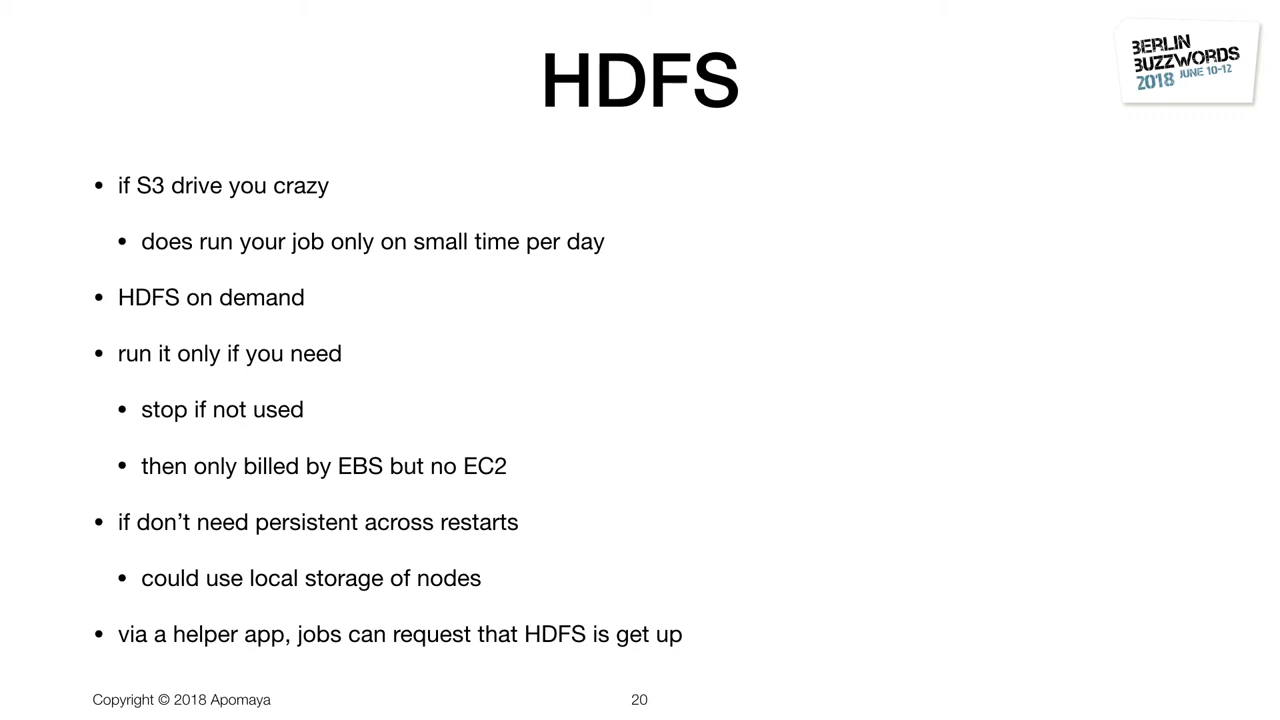 HDFS
BERLIN
BUZZWORDS
2018 JUNE 10-12
• if S3 drive you crazy
• does run your job only on small time per day
• HDFS on demand
• run it only if you need
• stop if not used
• then only billed by EBS but no EC2
• if don’t need persistent across restarts
• could use local storage of nodes
• via a helper app, jobs can request that HDFS is get up
Copyright © 2018 Apomaya
20